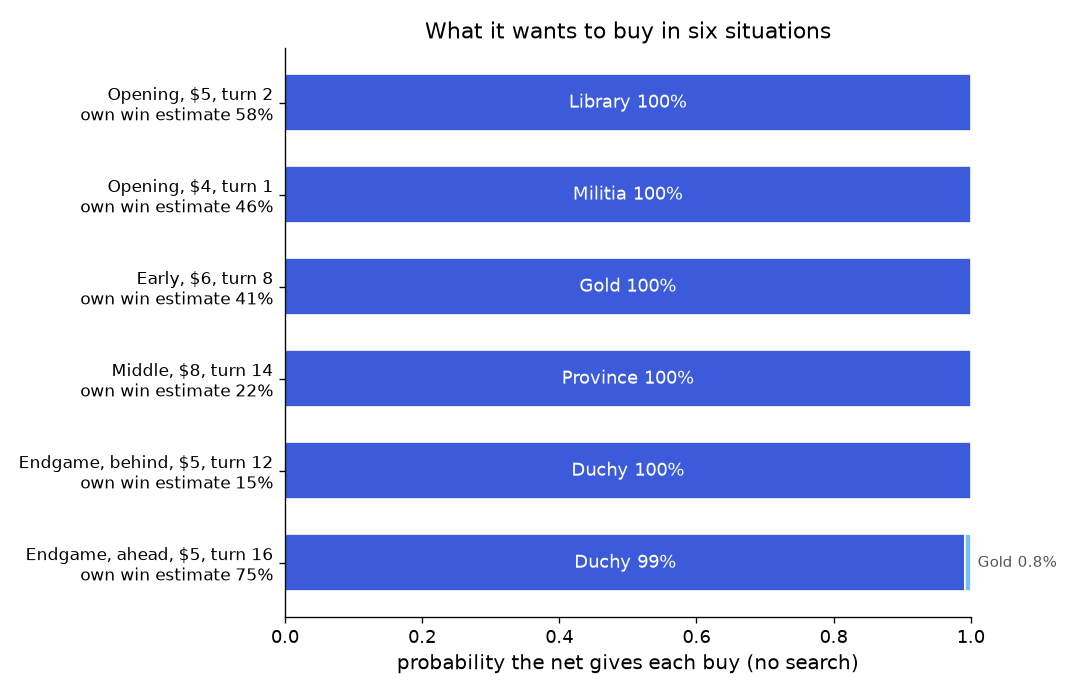 What it wants to buy in six situations
Opening, $5, turn 2
own win estimate 58%
Library 100%
Opening, $4, turn 1
own win estimate 46%
Militia 100%
Early, $6, turn 8
own win estimate 41%
Gold 100%
Middle, $8, turn 14
own win estimate 22%
Province 100%
Endgame, behind, $5, turn 12
own win estimate 15%
Duchy 100%
Endgame, ahead, $5, turn 16
own win estimate 75%
Duchy 99%
Gold 0.8%
0.0 0.2 0.4 0.6 0.8 1.0
probability the net gives each buy (no search)